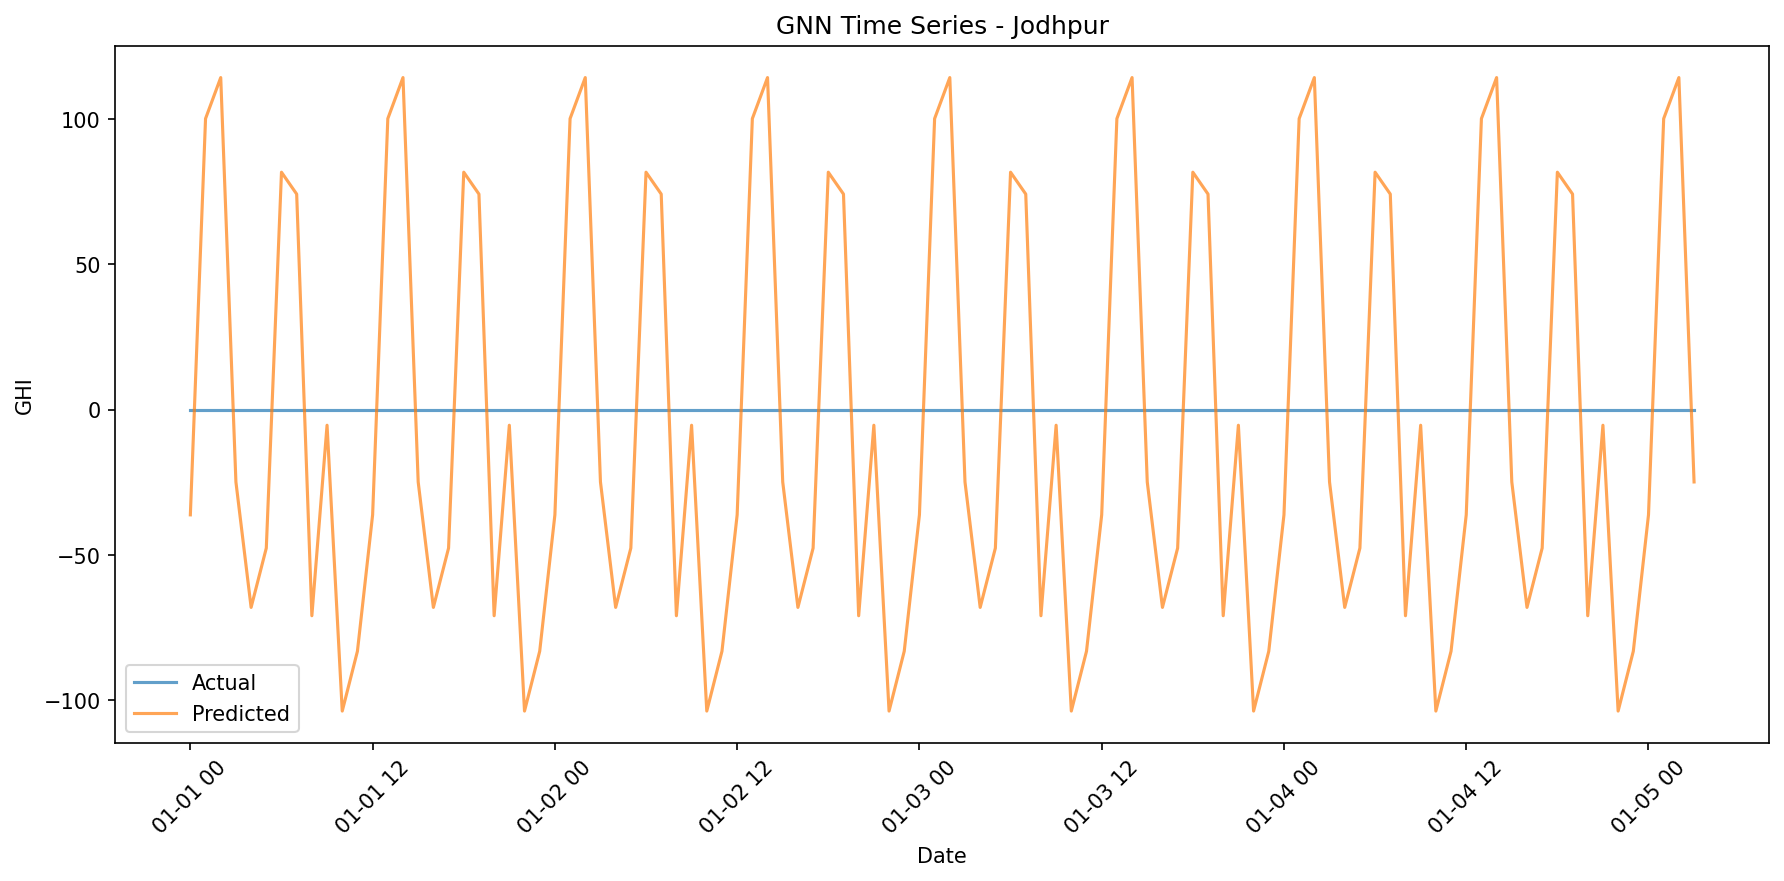 GNN Time Series - Jodhpur
GHI
100
50
0
−50
−100
Actual
Predicted
01-01 00
01-01 12
01-02 00
01-02 12
01-03 00
01-03 12
01-04 00
01-04 12
01-05 00
Date